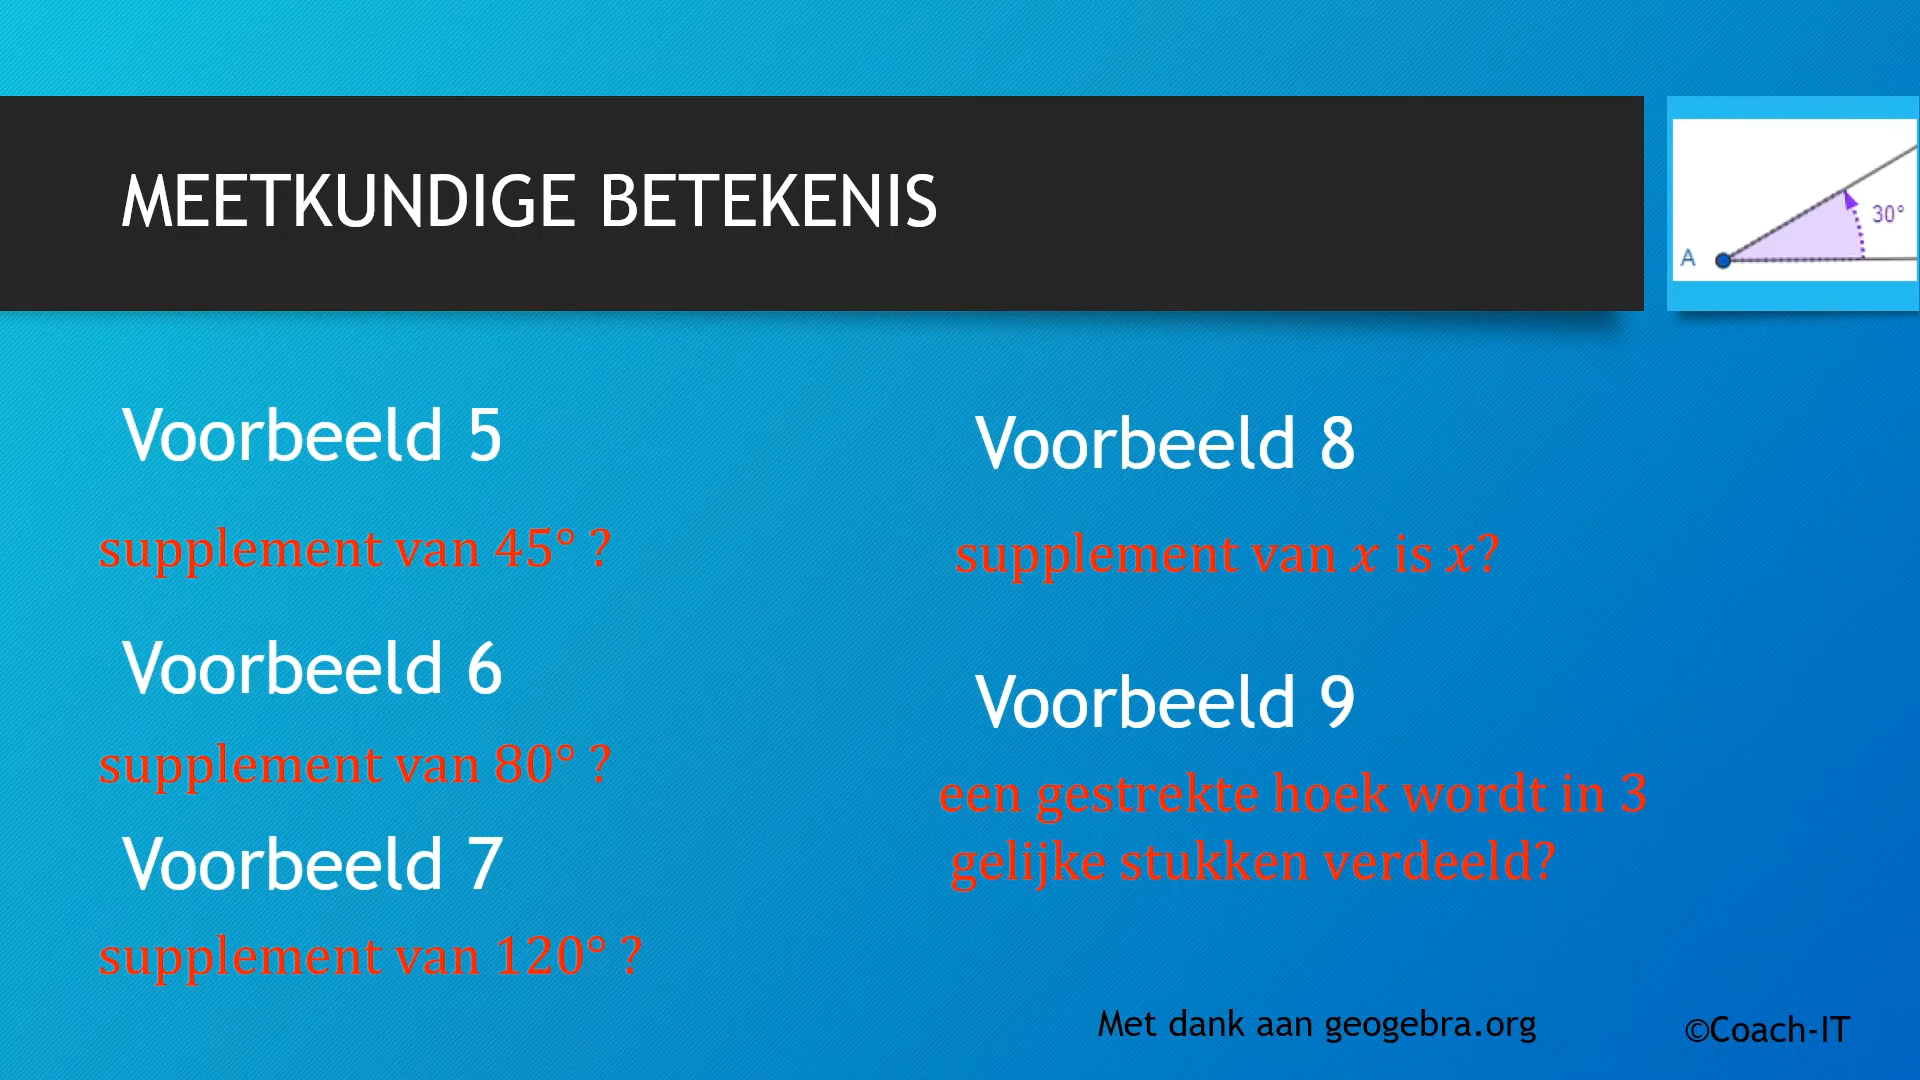 MEETKUNDIGE BETEKENIS
A
30°
Voorbeeld 5
supplement van 45° ?
Voorbeeld 6
supplement van 80° ?
Voorbeeld 7
supplement van 120° ?
Voorbeeld 8
supplement van x is x?
Voorbeeld 9
een gestrekte hoek wordt in 3
gelijke stukken verdeeld?
Met dank aan geogebra.org
©Coach-IT